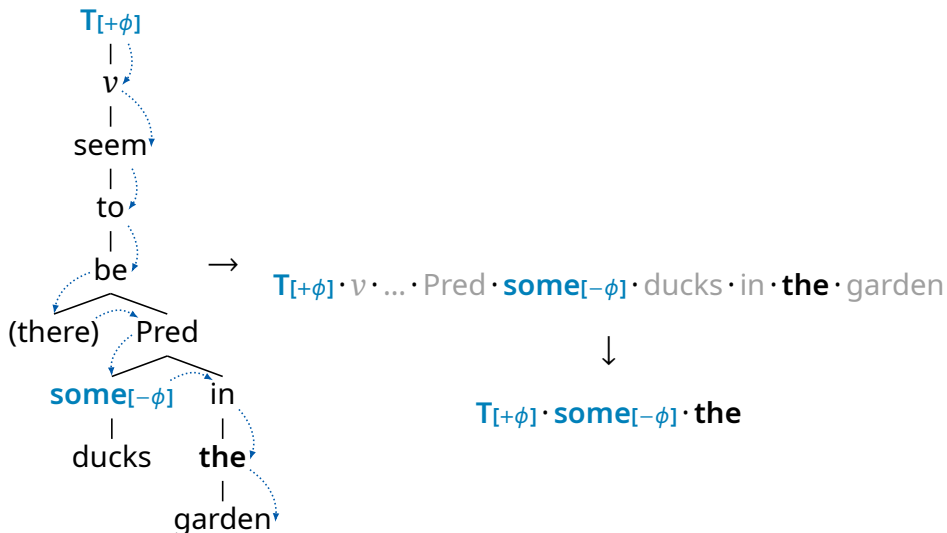 T[+ϕ]
v
seem
to
be
→
T[+ϕ] · v · ... · Pred · some[−ϕ] · ducks · in · the · garden
(there) Pred
↓
some[−ϕ] in
T[+ϕ] · some[−ϕ] · the
ducks the
garden